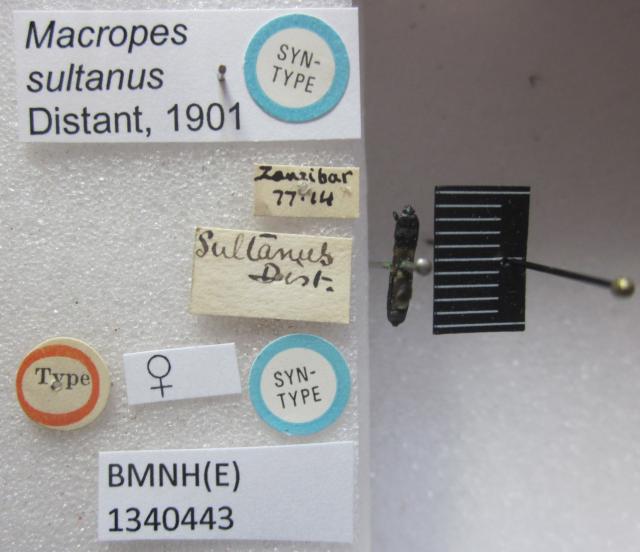 Macropes
sultanus
Distant, 1901
SYN-
TYPE
Zanzibar
77·14
Sultanus
Dist.
Type
♀
SYN-
TYPE
BMNH(E)
1340443